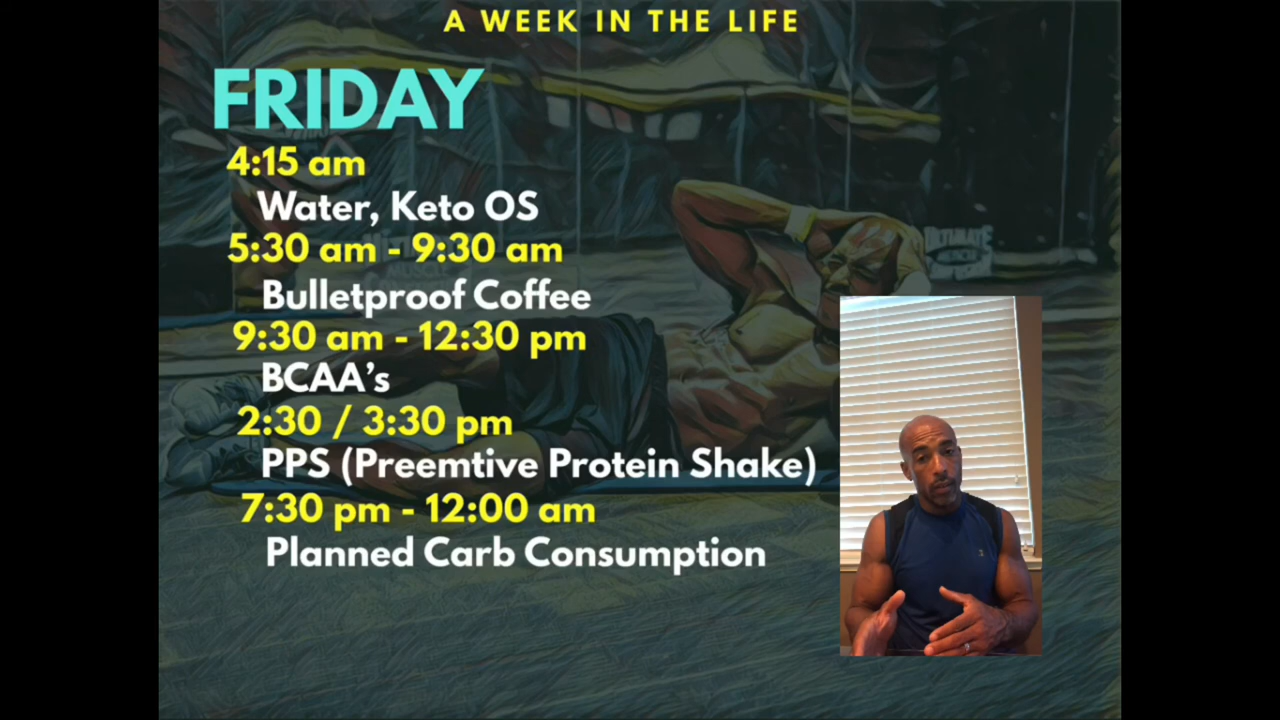 A WEEK IN THE LIFE
FRIDAY
4:15 am
Water, Keto OS
5:30 am - 9:30 am
Bulletproof Coffee
9:30 am - 12:30 pm
BCAA's
2:30 / 3:30 pm
PPS (Preemtive Protein Shake)
7:30 pm - 12:00 am
Planned Carb Consumption
ULTIMATE
MUSCLE